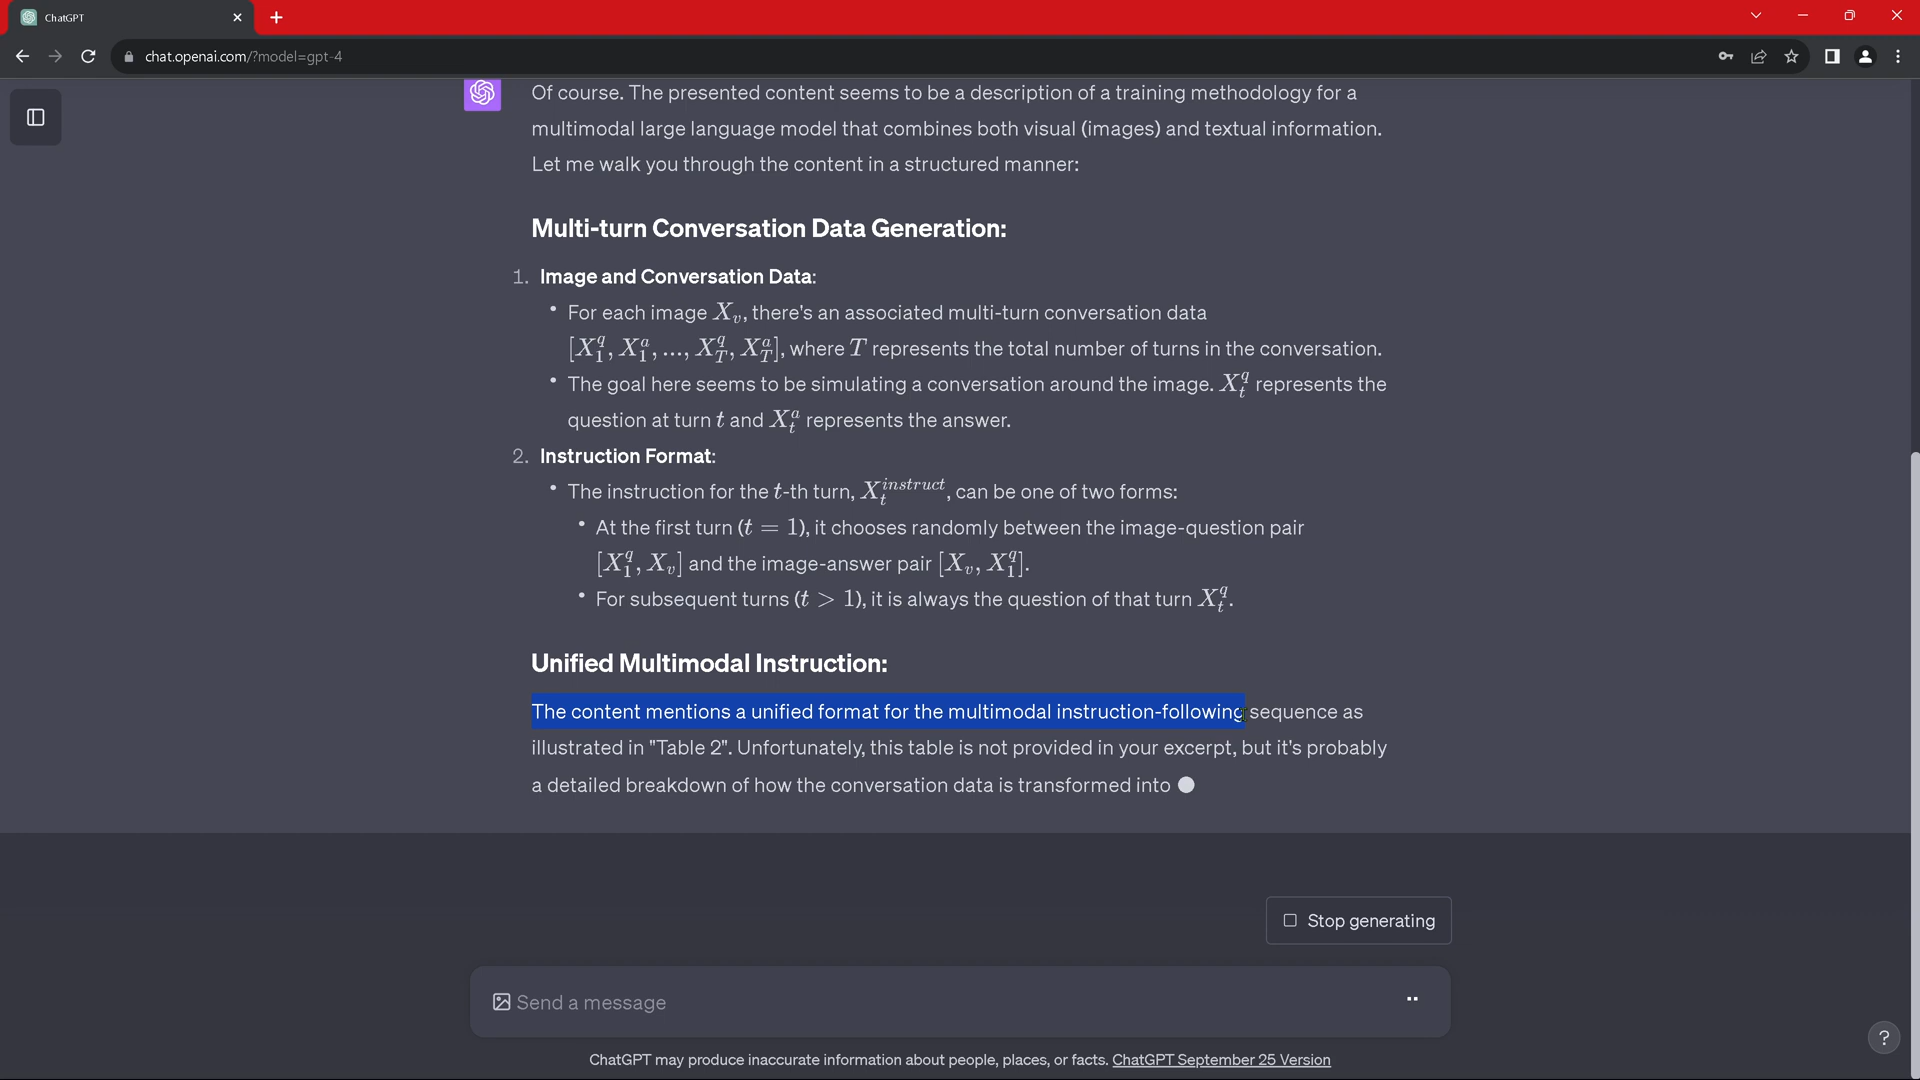 ChatGPT
chat.openai.com/?model=gpt-4
Of course. The presented content seems to be a description of a training methodology for a
multimodal large language model that combines both visual (images) and textual information.
Let me walk you through the content in a structured manner:
Multi-turn Conversation Data Generation:
1. Image and Conversation Data:
• For each image X_v, there's an associated multi-turn conversation data
[X_1^q, X_1^a, ..., X_T^q, X_T^a], where T represents the total number of turns in the conversation.
• The goal here seems to be simulating a conversation around the image. X_t^q represents the
question at turn t and X_t^a represents the answer.
2. Instruction Format:
• The instruction for the t-th turn, X_t^{instruct}, can be one of two forms:
• At the first turn (t = 1), it chooses randomly between the image-question pair
[X_1^q, X_v] and the image-answer pair [X_v, X_1^q].
• For subsequent turns (t > 1), it is always the question of that turn X_t^q.
Unified Multimodal Instruction:
The content mentions a unified format for the multimodal instruction-following sequence as
illustrated in "Table 2". Unfortunately, this table is not provided in your excerpt, but it's probably
a detailed breakdown of how the conversation data is transformed into
Stop generating
Send a message
ChatGPT may produce inaccurate information about people, places, or facts. ChatGPT September 25 Version
?